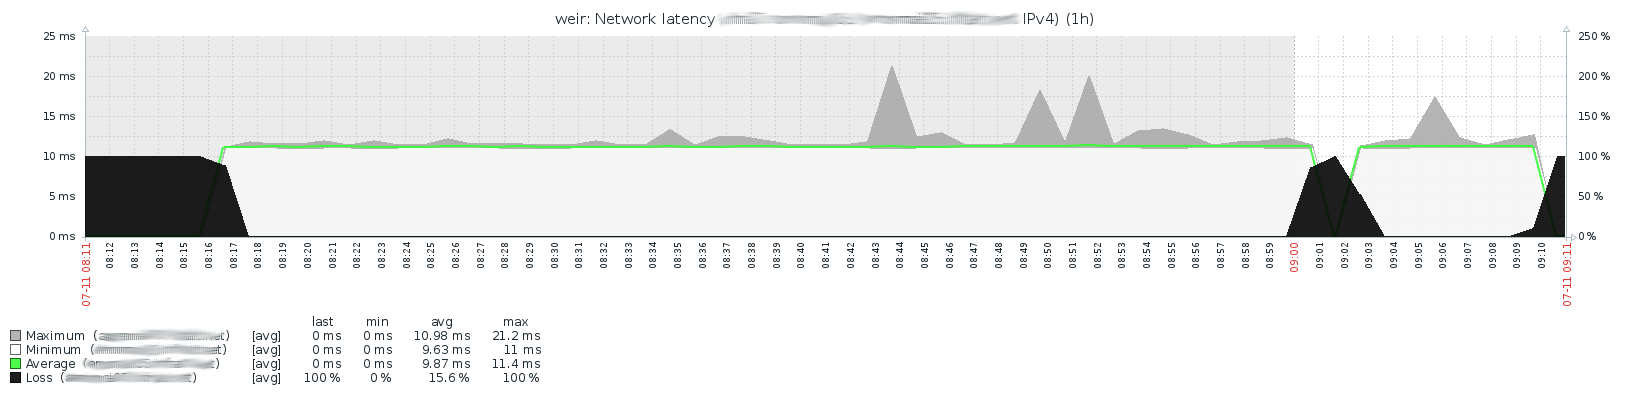 weir: Network latency IPv4) (1h)
25 ms 250 %
20 ms 200 %
15 ms 150 %
10 ms 100 %
5 ms 50 %
0 ms 0 %
07-11 08:11 08:12 08:13 08:14 08:15 08:16 08:17 08:18 08:19 08:20 08:21 08:22 08:23 08:24 08:25 08:26 08:27 08:28 08:29 08:30 08:31 08:32 08:33 08:34 08:35 08:36 08:37 08:38 08:39 08:40 08:41 08:42 08:43 08:44 08:45 08:46 08:47 08:48 08:49 08:50 08:51 08:52 08:53 08:54 08:55 08:56 08:57 08:58 08:59 09:00 09:01 09:02 09:03 09:04 09:05 09:06 09:07 09:08 09:09 09:10 07-11 09:11
last min avg max
Maximum [avg] 0 ms 0 ms 10.98 ms 21.2 ms
Minimum [avg] 0 ms 0 ms 9.63 ms 11 ms
Average [avg] 0 ms 0 ms 9.87 ms 11.4 ms
Loss [avg] 100 % 0 % 15.6 % 100 %